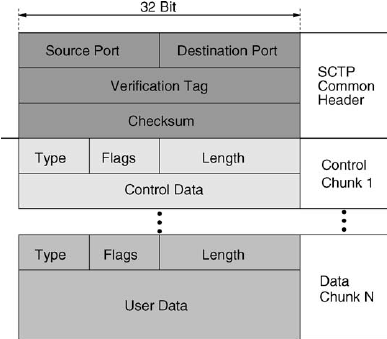 32 Bit
Source Port Destination Port
Verification Tag
Checksum
SCTP
Common
Header
Type Flags Length
Control Data
Control
Chunk 1
Type Flags Length
User Data
Data
Chunk N